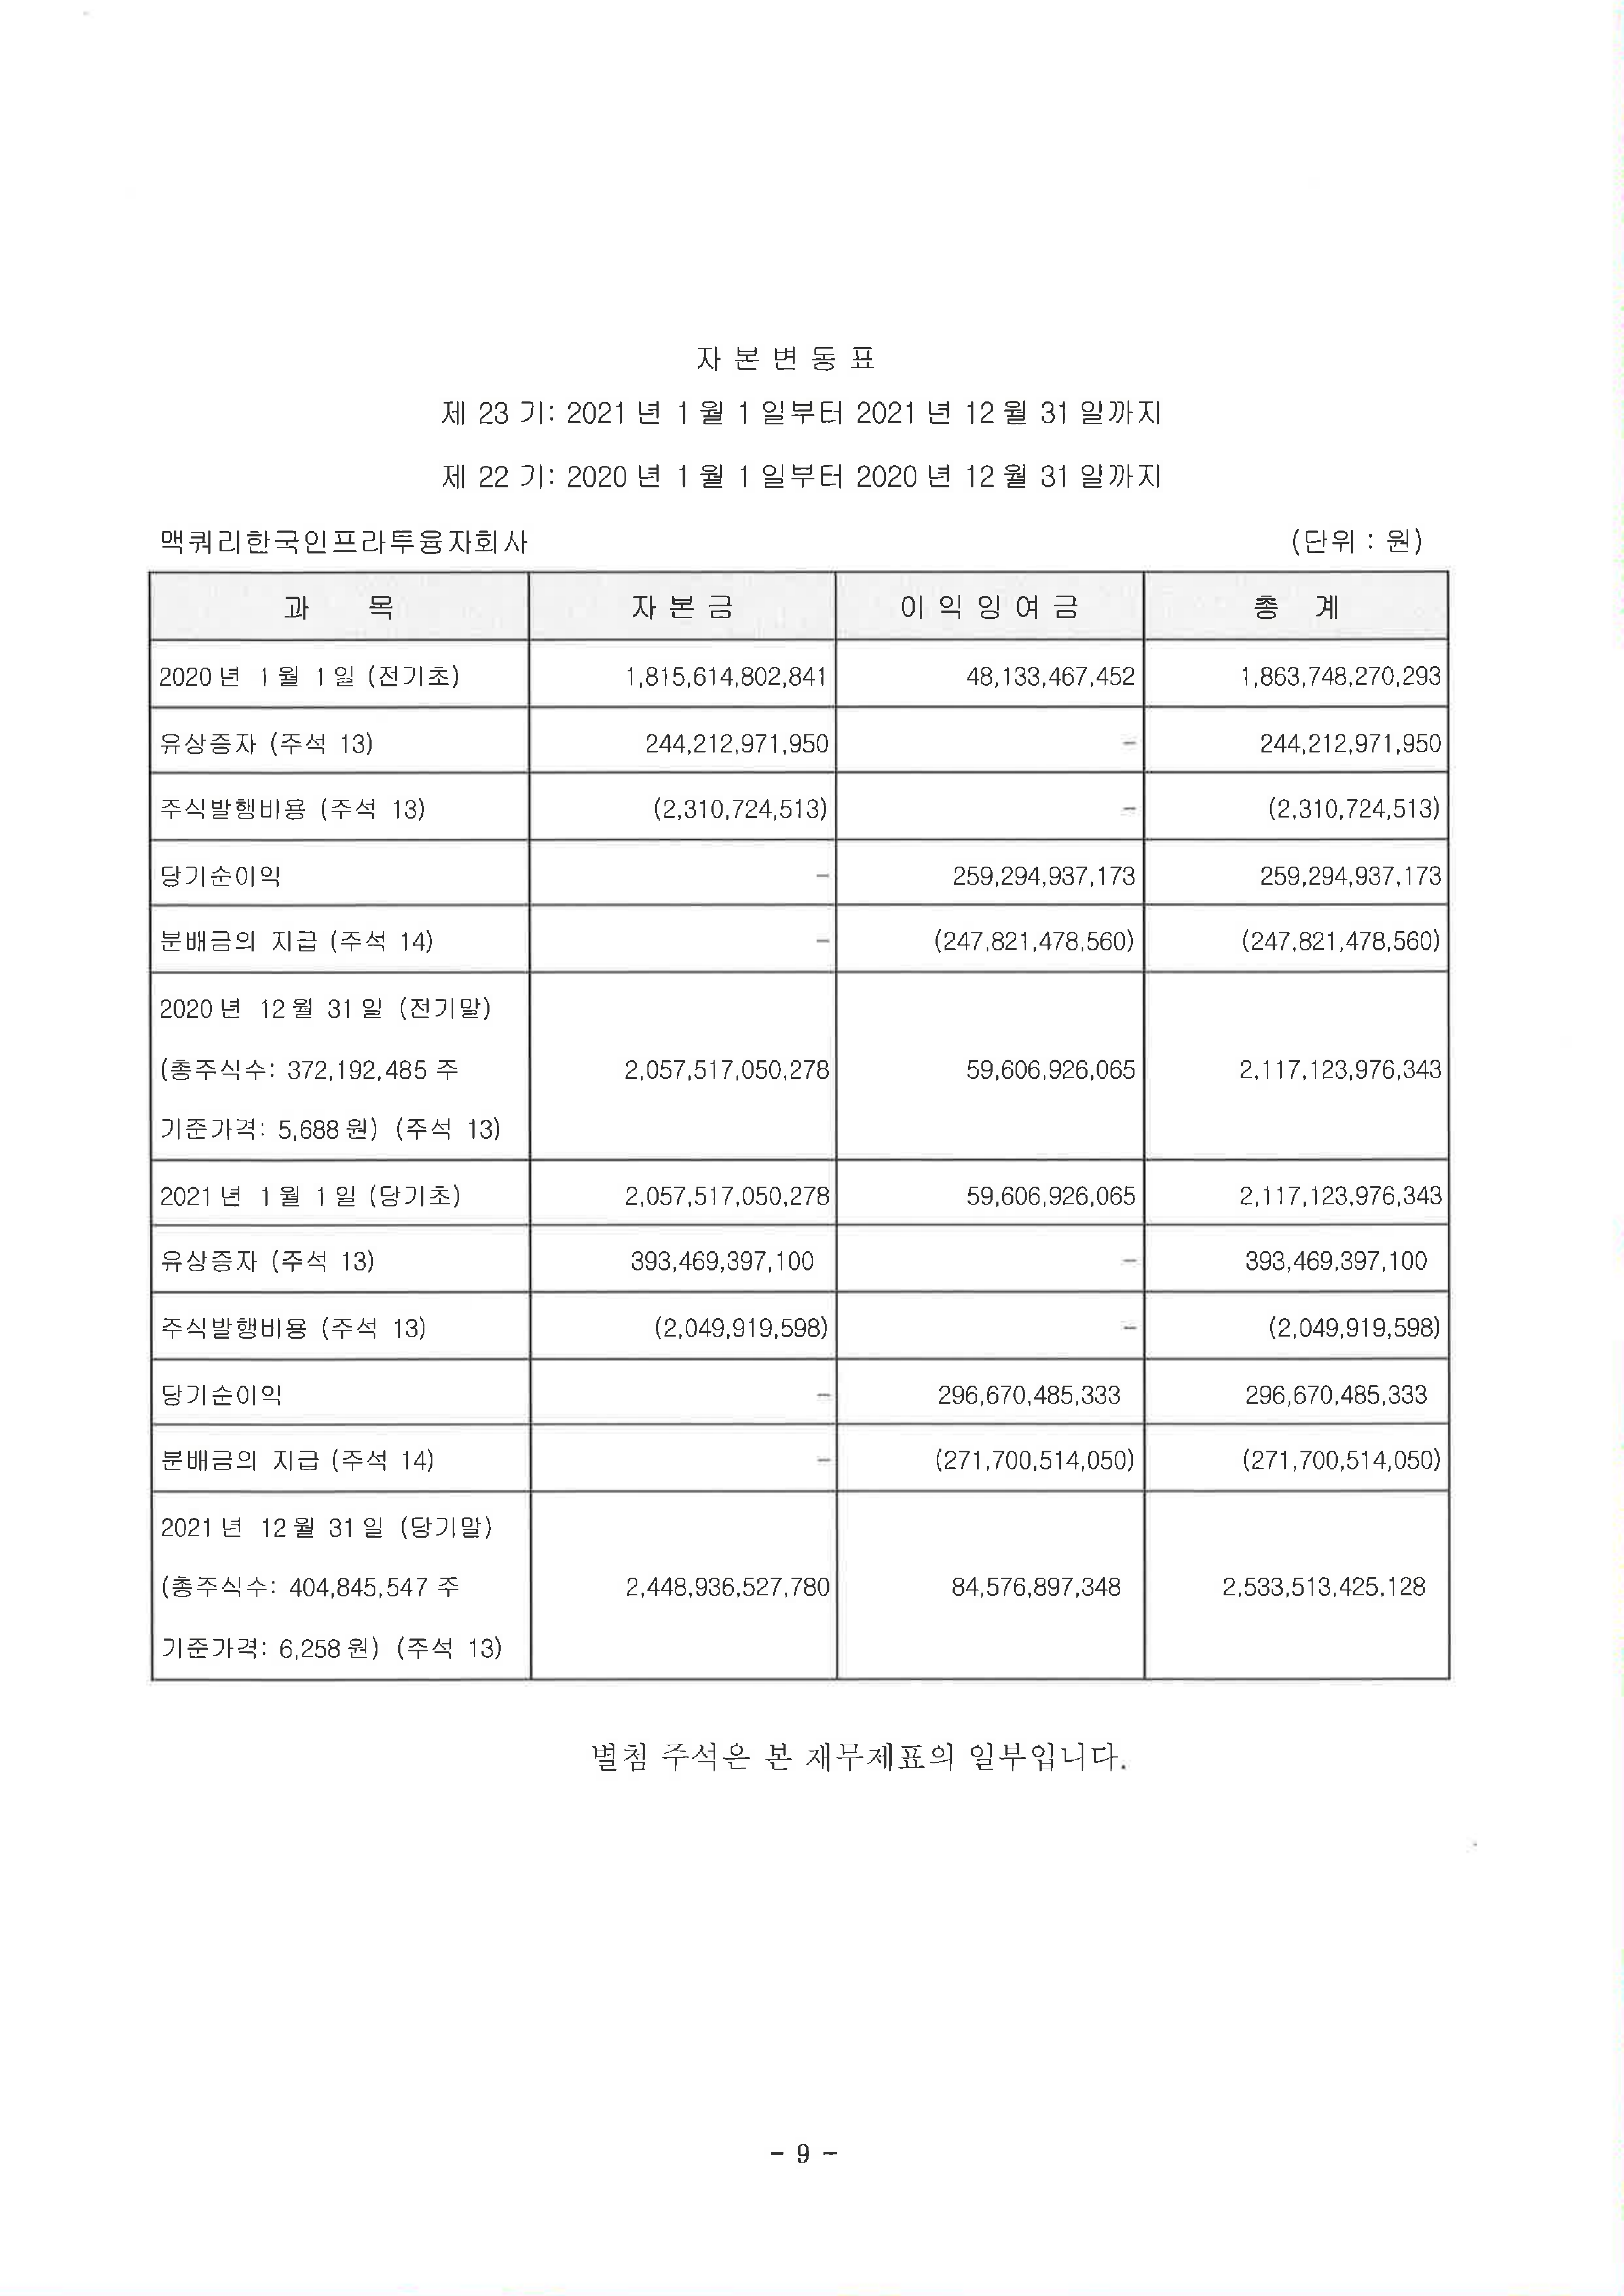 자 본 변 동 표
제 23 기: 2021 년 1 월 1 일부터 2021 년 12 월 31 일까지
제 22 기: 2020 년 1 월 1 일부터 2020 년 12 월 31 일까지
맥쿼리한국인프라투융자회사 (단위 : 원)
과 목 자 본 금 이 익 잉 여 금 총 계
2020 년 1 월 1 일 (전기초) 1,815,614,802,841 48,133,467,452 1,863,748,270,293
유상증자 (주석 13) 244,212,971,950 - 244,212,971,950
주식발행비용 (주석 13) (2,310,724,513) - (2,310,724,513)
당기순이익 - 259,294,937,173 259,294,937,173
분배금의 지급 (주석 14) - (247,821,478,560) (247,821,478,560)
2020 년 12 월 31 일 (전기말)
(총주식수: 372,192,485 주 2,057,517,050,278 59,606,926,065 2,117,123,976,343
기준가격: 5,688 원) (주석 13)
2021 년 1 월 1 일 (당기초) 2,057,517,050,278 59,606,926,065 2,117,123,976,343
유상증자 (주석 13) 393,469,397,100 - 393,469,397,100
주식발행비용 (주석 13) (2,049,919,598) - (2,049,919,598)
당기순이익 - 296,670,485,333 296,670,485,333
분배금의 지급 (주석 14) - (271,700,514,050) (271,700,514,050)
2021 년 12 월 31 일 (당기말)
(총주식수: 404,845,547 주 2,448,936,527,780 84,576,897,348 2,533,513,425,128
기준가격: 6,258 원) (주석 13)
별첨 주석은 본 재무제표의 일부입니다.
- 9 -